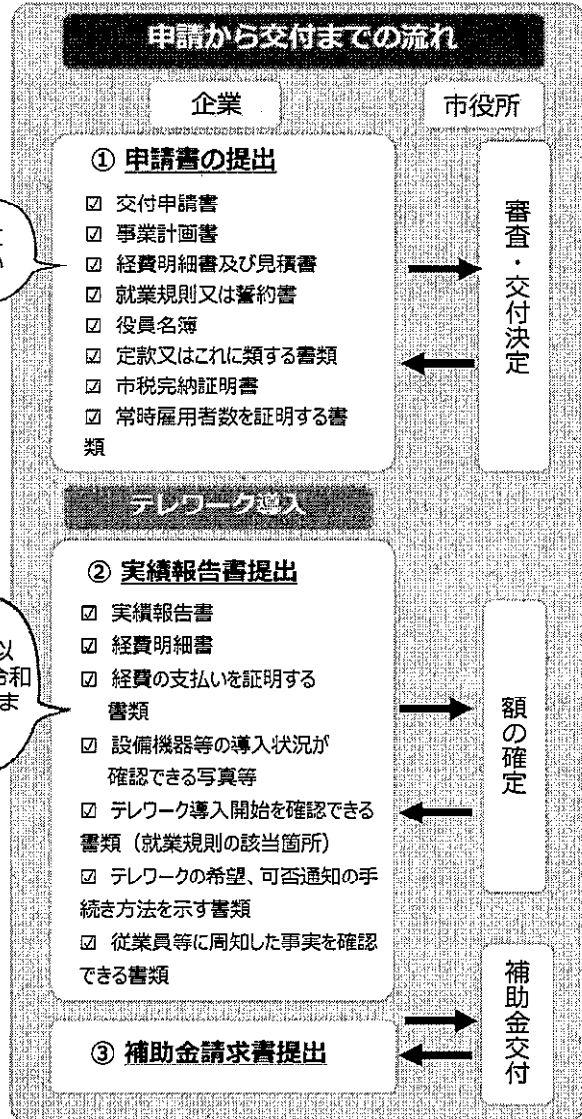 申請から交付までの流れ
企業
市役所
① 申請書の提出
☑ 交付申請書
☑ 事業計画書
☑ 経費明細書及び見積書
☑ 就業規則又は誓約書
☑ 役員名簿
☑ 定款又はこれに類する書類
☑ 市税完納証明書
☑ 常時雇用者数を証明する書
類
審査・交付決定
テレワーク導入
② 実績報告書提出
☑ 実績報告書
☑ 経費明細書
☑ 経費の支払いを証明する
書類
☑ 設備機器等の導入状況が
確認できる写真等
☑ テレワーク導入開始を確認できる
書類（就業規則の該当箇所）
☑ テレワークの希望、可否通知の手
続き方法を示す書類
☑ 従業員等に周知した事実を確認
できる書類
以
令和
ま
額の確定
③ 補助金請求書提出
補助金交付